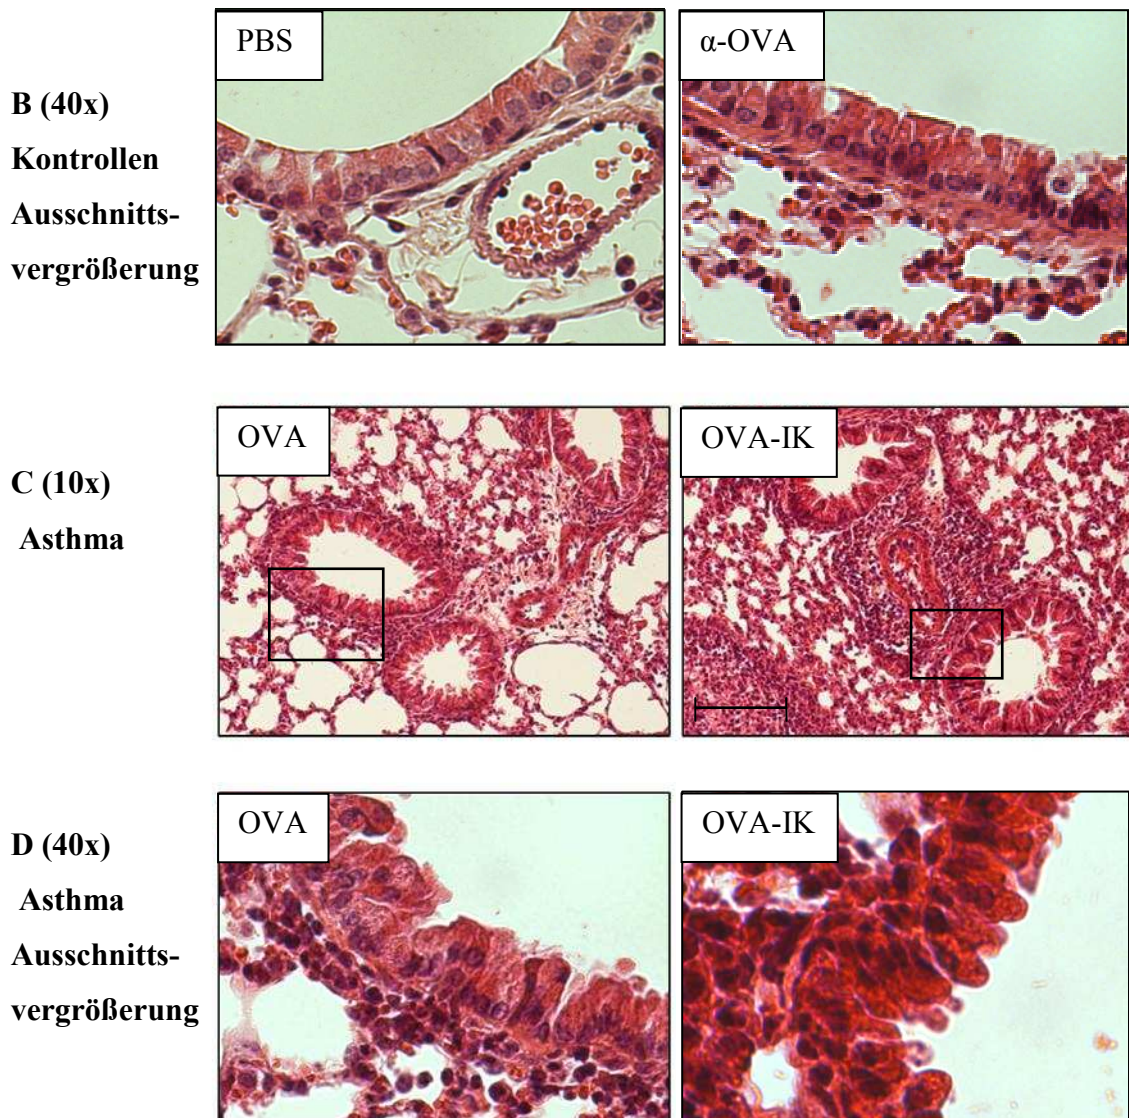 B (40x)
Kontrollen
Ausschnitts-
vergrößerung
PBS
α-OVA
C (10x)
Asthma
OVA
OVA-IK
D (40x)
Asthma
Ausschnitts-
vergrößerung
OVA
OVA-IK